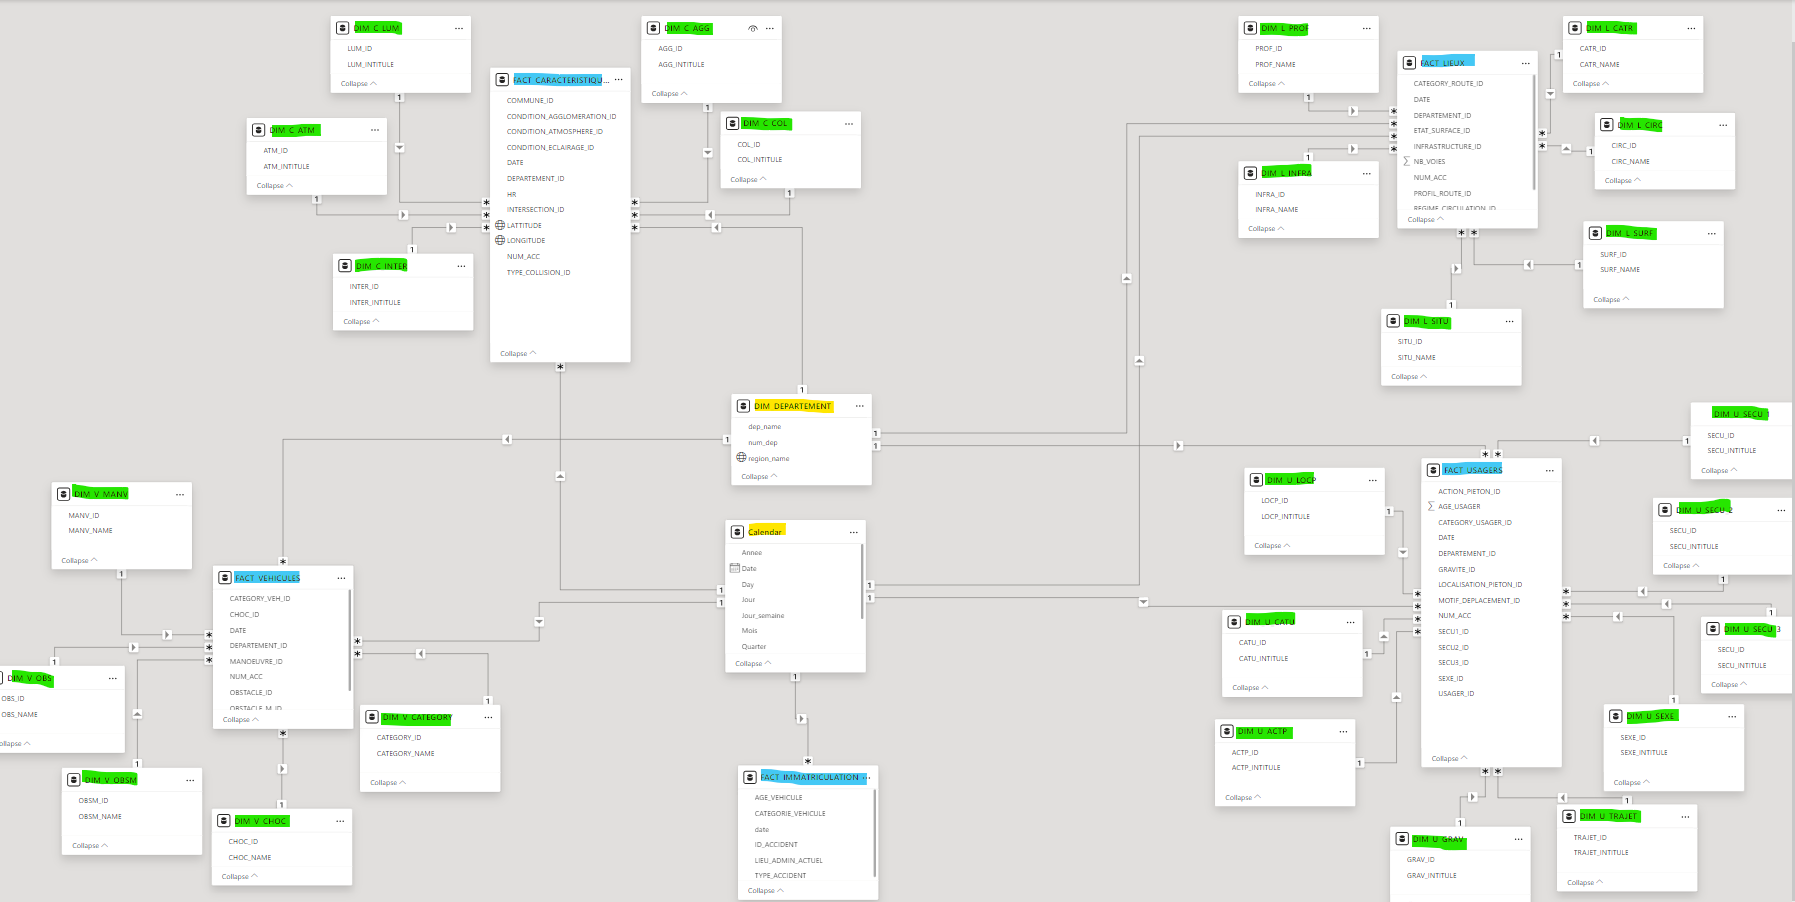 DIM_C_LUM
LUM_ID
LUM_INTITULE
Collapse
DIM_C_AGG
AGG_ID
AGG_INTITULE
Collapse
FACT_CARACTERISTIQU...
COMMUNE_ID
CONDITION_AGGLOMERATION_ID
CONDITION_ATMOSPHERE_ID
CONDITION_ECLAIRAGE_ID
DATE
DEPARTEMENT_ID
HR
INTERSECTION_ID
LATTITUDE
LONGITUDE
NUM_ACC
TYPE_COLLUSION_ID
Collapse
DIM_C_ATM
ATM_ID
ATM_INTITULE
Collapse
DIM_C_COL
COL_ID
COL_INTITULE
Collapse
DIM_C_INTER
INTER_ID
INTER_INTITULE
Collapse
DIM_L_PROF
PROF_ID
PROF_NAME
Collapse
FACT_LIEUX
CATEGORY_ROUTE_ID
DATE
DEPARTEMENT_ID
ETAT_SURFACE_ID
INFRASTRUCTURE_ID
NB_VOIES
NUM_ACC
PROFIL_ROUTE_ID
REGIME_CIRCULATION_ID
Collapse
DIM_L_CATR
CATR_ID
CATR_NAME
Collapse
DIM_L_CIRC
CIRC_ID
CIRC_NAME
Collapse
DIM_L_INFRA
INFRA_ID
INFRA_NAME
Collapse
DIM_L_SURF
SURF_ID
SURF_NAME
Collapse
DIM_L_SITU
SITU_ID
SITU_NAME
Collapse
DIM_DEPARTEMENT
dep_name
num_dep
region_name
Collapse
Calendar
Annee
Date
Day
Jour
Jour_semaine
Mois
Quarter
Collapse
DIM_V_MANV
MANV_ID
MANV_NAME
Collapse
FACT_VEHICULES
CATEGORY_VEH_ID
CHOC_ID
DATE
DEPARTEMENT_ID
MANOEUVRE_ID
NUM_ACC
OBSTACLE_ID
OBSTACLE_M_ID
Collapse
DIM_V_OBS
OBS_ID
OBS_NAME
ollapse
DIM_V_OBSM
OBSM_ID
OBSM_NAME
Collapse
DIM_V_CHOC
CHOC_ID
CHOC_NAME
Collapse
DIM_V_CATEGORY
CATEGORY_ID
CATEGORY_NAME
Collapse
FACT_IMMATRICULATION
AGE_VEHICULE
CATEGORIE_VEHICULE
date
ID_ACCIDENT
LIEU_ADMIN_ACTUEL
TYPE_ACCIDENT
Collapse
DIM_U_SECU_1
SECU_ID
SECU_INTITULE
Collapse
FACT_USAGERS
ACTION_PIETON_ID
AGE_USAGER
CATEGORY_USAGER_ID
DATE
DEPARTEMENT_ID
GRAVITE_ID
LOCALISATION_PIETON_ID
MOTIF_DEPLACEMENT_ID
NUM_ACC
SECU1_ID
SECU2_ID
SECU3_ID
SEXE_ID
USAGER_ID
Collapse
DIM_U_LOCP
LOCP_ID
LOCP_INTITULE
Collapse
DIM_U_SECU_2
SECU_ID
SECU_INTITULE
Collapse
DIM_U_CATU
CATU_ID
CATU_INTITULE
Collapse
DIM_U_SECU_3
SECU_ID
SECU_INTITULE
Collapse
DIM_U_ACTP
ACTP_ID
ACTP_INTITULE
Collapse
DIM_U_SEXE
SEXE_ID
SEXE_INTITULE
Collapse
DIM_U_GRAV
GRAV_ID
GRAV_INTITULE
DIM_U_TRAJET
TRAJET_ID
TRAJET_INTITULE
Collapse